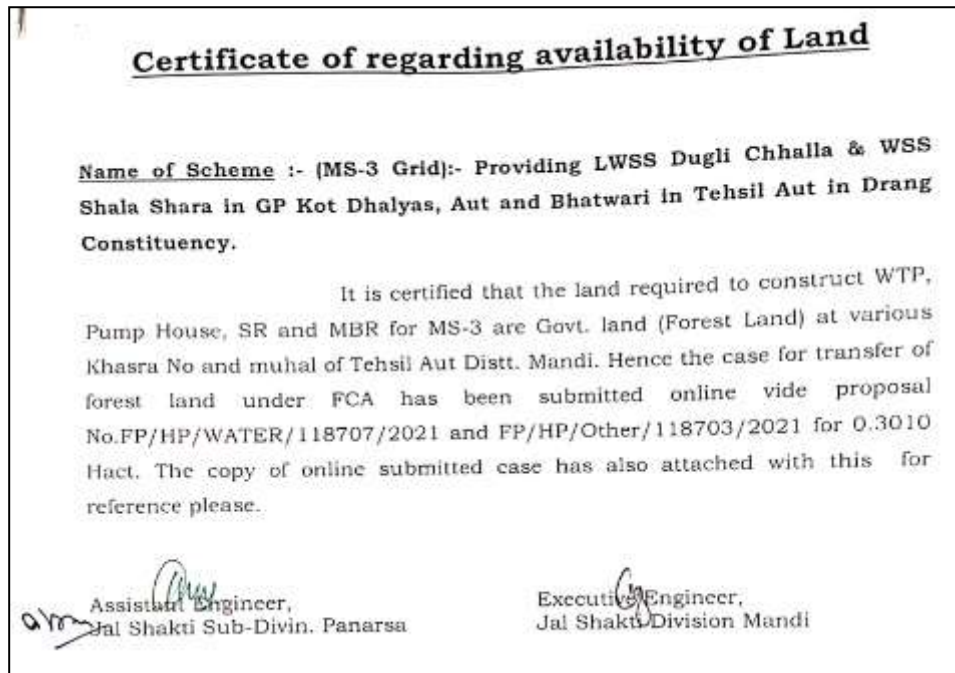 Certificate of regarding availability of Land
Name of Scheme :- (MS-3 Grid):- Providing LWSS Dugli Chhalla & WSS
Shala Shara in GP Kot Dhalyas, Aut and Bhatwari in Tehsil Aut in Drang
Constituency.
It is certified that the land required to construct WTP,
Pump House, SR and MBR for MS-3 are Govt. land (Forest Land) at various
Khasra No and muhal of Tehsil Aut Distt. Mandi. Hence the case for transfer of
forest land under FCA has been submitted online vide proposal
No.FP/HP/WATER/118707/2021 and FP/HP/Other/118703/2021 for 0.3010
Hact. The copy of online submitted case has also attached with this for
reference please.
Assistant Engineer,
Jal Shakti Sub-Divin. Panarsa
Executive Engineer,
Jal Shakti Division Mandi